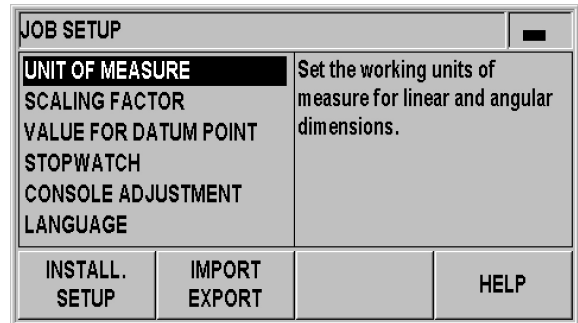 JOB SETUP
UNIT OF MEASURE
SCALING FACTOR
VALUE FOR DATUM POINT
STOPWATCH
CONSOLE ADJUSTMENT
LANGUAGE
Set the working units of
measure for linear and angular
dimensions.
INSTALL.
SETUP
IMPORT
EXPORT
HELP